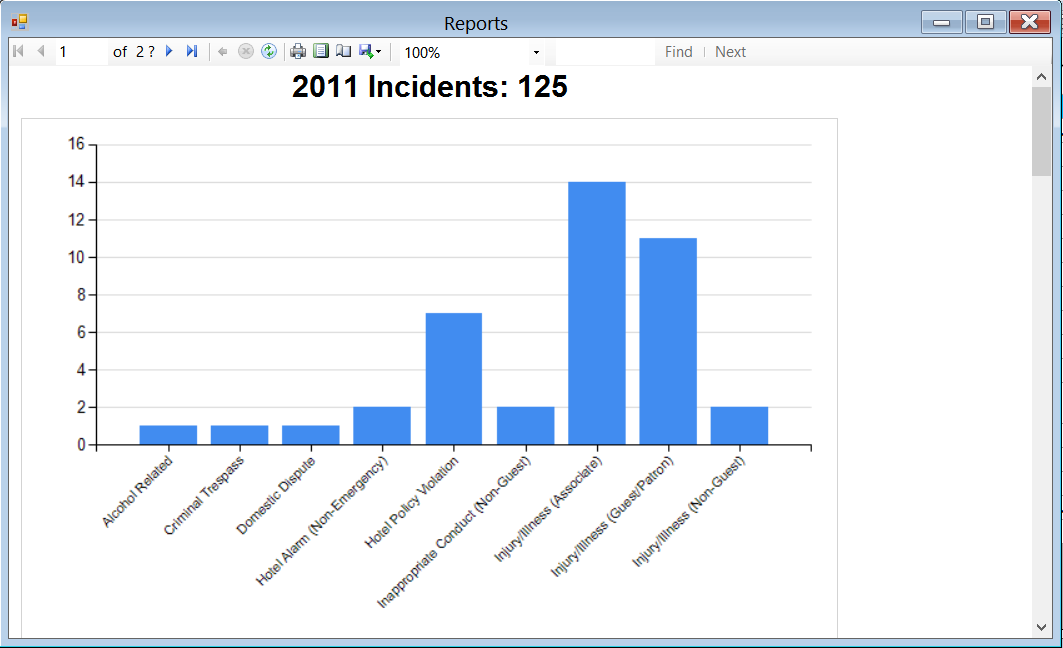 Reports
1 of 2 ? 100% Find Next
2011 Incidents: 125
16
14
12
10
8
6
4
2
0
Alcohol Related
Criminal Trespass
Domestic Dispute
Hotel Alarm (Non-Emergency)
Hotel Policy Violation
Inappropriate Conduct (Non-Guest)
Injury/Illness (Associate)
Injury/Illness (Guest/Patron)
Injury/Illness (Non-Guest)